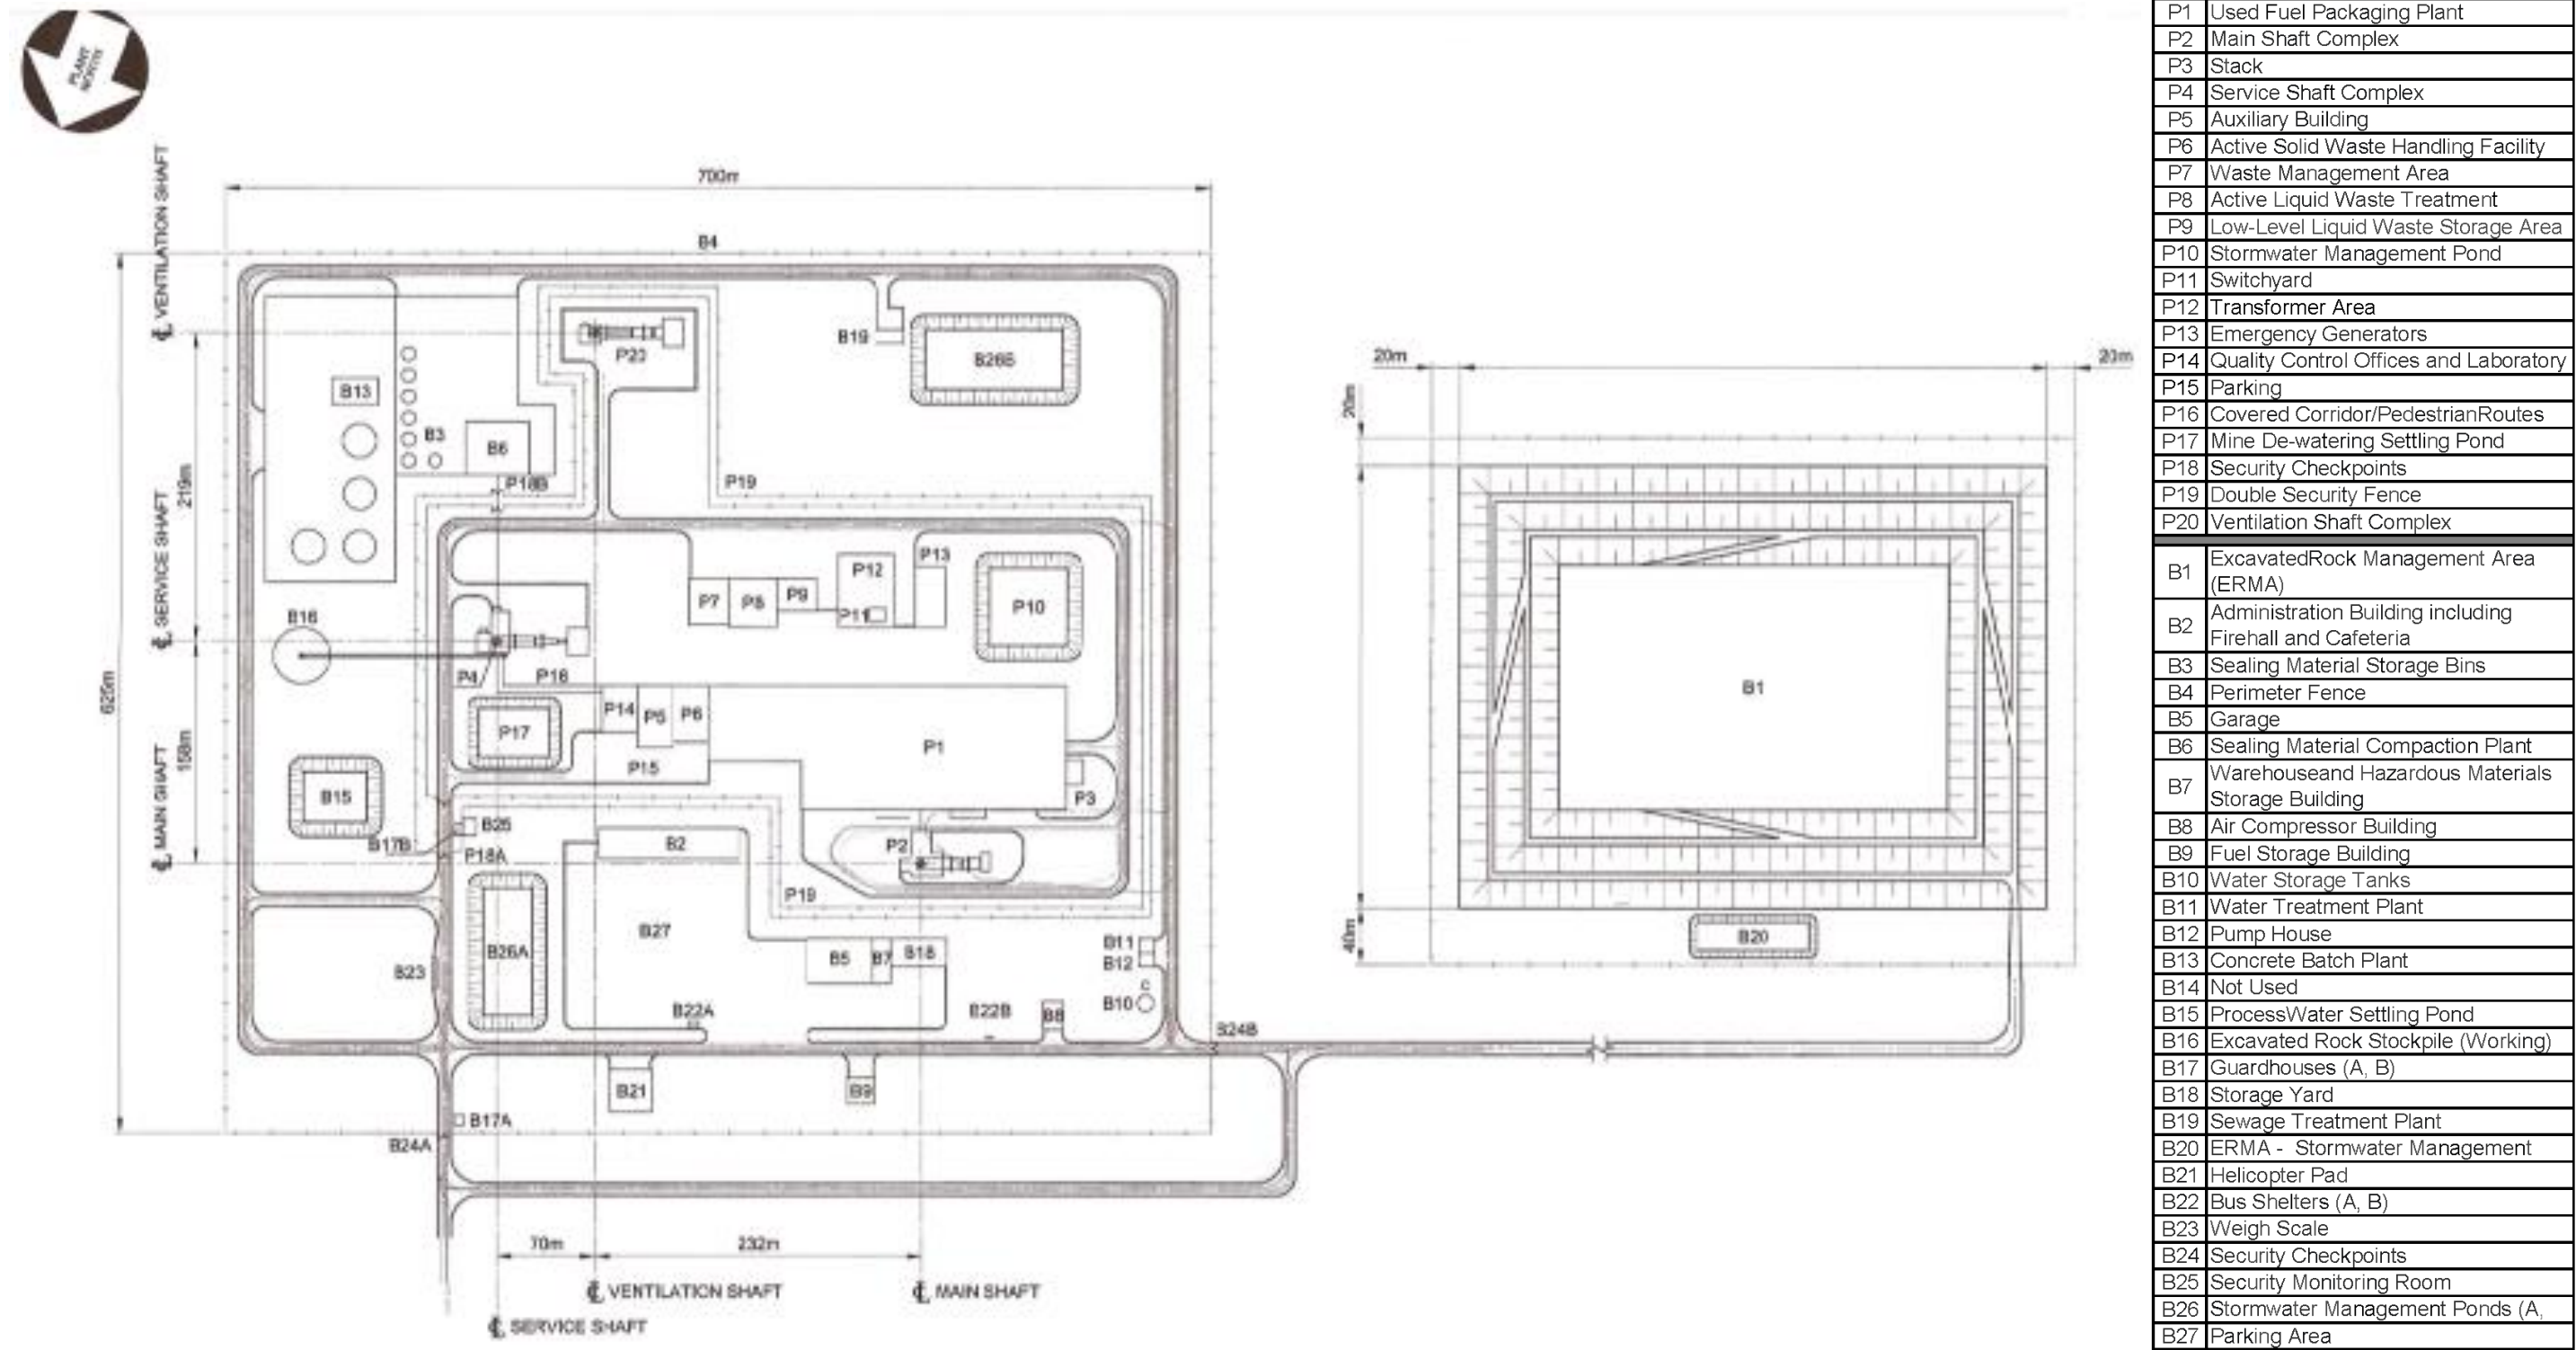 PLANT
NORTH
700m
B4
℄ VENTILATION SHAFT
℄ SERVICE SHAFT
℄ MAIN SHAFT
219m
158m
625m
P20
B19
B26B
B13
B3
B6
P18B
P19
P13
P12
P7
P8
P9
P11
P10
B16
P4
P16
P14
P5
P6
P17
P1
P15
P3
B15
B25
B17B
P18A
B2
P2
P19
B27
B26A
B23
B5
B7
B18
B11
B12
C
B10
B22A
B22B
B8
B24B
B21
B9
B17A
B24A
70m
232m
℄ VENTILATION SHAFT
℄ MAIN SHAFT
℄ SERVICE SHAFT
20m
20m
20m
B1
40m
B20
P1 Used Fuel Packaging Plant
P2 Main Shaft Complex
P3 Stack
P4 Service Shaft Complex
P5 Auxiliary Building
P6 Active Solid Waste Handling Facility
P7 Waste Management Area
P8 Active Liquid Waste Treatment
P9 Low-Level Liquid Waste Storage Area
P10 Stormwater Management Pond
P11 Switchyard
P12 Transformer Area
P13 Emergency Generators
P14 Quality Control Offices and Laboratory
P15 Parking
P16 Covered Corridor/PedestrianRoutes
P17 Mine De-watering Settling Pond
P18 Security Checkpoints
P19 Double Security Fence
P20 Ventilation Shaft Complex
B1 ExcavatedRock Management Area
(ERMA)
B2 Administration Building including
Firehall and Cafeteria
B3 Sealing Material Storage Bins
B4 Perimeter Fence
B5 Garage
B6 Sealing Material Compaction Plant
B7 Warehouseand Hazardous Materials
Storage Building
B8 Air Compressor Building
B9 Fuel Storage Building
B10 Water Storage Tanks
B11 Water Treatment Plant
B12 Pump House
B13 Concrete Batch Plant
B14 Not Used
B15 ProcessWater Settling Pond
B16 Excavated Rock Stockpile (Working)
B17 Guardhouses (A, B)
B18 Storage Yard
B19 Sewage Treatment Plant
B20 ERMA - Stormwater Management
B21 Helicopter Pad
B22 Bus Shelters (A, B)
B23 Weigh Scale
B24 Security Checkpoints
B25 Security Monitoring Room
B26 Stormwater Management Ponds (A,
B27 Parking Area